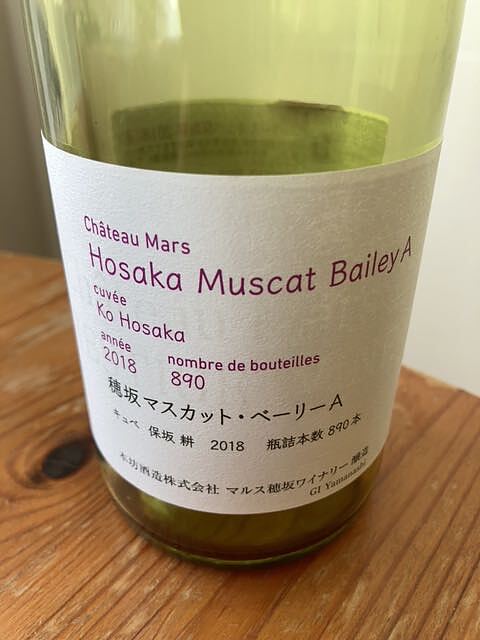 Château Mars
Hosaka Muscat Bailey A
cuvée
Ko Hosaka
année
2018
nombre de bouteilles
890
穂坂マスカット・ベーリーA
キュベ 保坂 耕 2018 瓶詰本数 890本
本坊酒造株式会社 マルス穂坂ワイナリー 醸造
GI Yamanashi